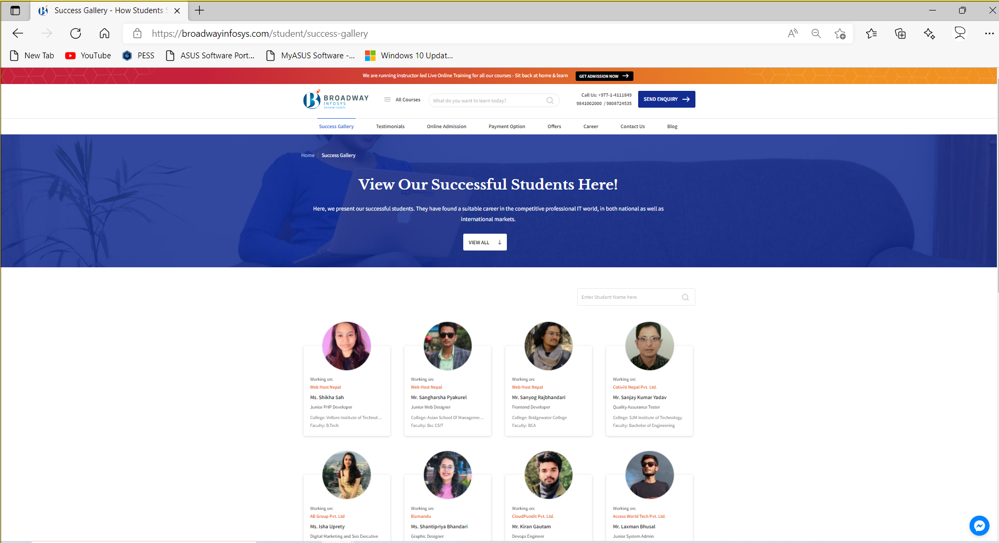 Success Gallery - How Students S
https://broadwayinfosys.com/student/success-gallery
New Tab YouTube PESS ASUS Software Port... MyASUS Software -... Windows 10 Updat...
We are running instructor-led Live Online Training for all our courses - Sit back at home & learn GET ADMISSION NOW
BROADWAY
INFOSYS
INSPIRING GROWTH
All Courses
What do you want to learn today?
Call Us: +977-1-4111849
9841002000 / 9808724535
SEND ENQUIRY
Success Gallery Testimonials Online Admission Payment Option Offers Career Contact Us Blog
Home / Success Gallery
View Our Successful Students Here!
Here, we present our successful students. They have found a suitable career in the competitive professional IT world, in both national as well as
international markets.
VIEW ALL
Enter Student Name here
Working on:
Web Host Nepal
Ms. Shikha Sah
Junior PHP Developer
College: Vellore Institute of Technol...
Faculty: B.Tech
Working on:
Web Host Nepal
Mr. Sangharsha Pyakurel
Junior Web Designer
College: Asian School Of Manageme...
Faculty: Bsc CSIT
Working on:
Web Host Nepal
Mr. Sanyog Rajbhandari
Frontend Developer
College: Bridgewater College
Faculty: BCA
Working on:
Cotiviti Nepal Pvt. Ltd.
Mr. Sanjay Kumar Yadav
Quality Assurance Tester
College: SJM Institute of Technology
Faculty: Bachelor of Engineering
Working on:
AB Group Pvt. Ltd
Ms. Isha Uprety
Digital Marketing and Seo Executive
Working on:
Bizmandu
Ms. Shantipriya Bhandari
Graphic Designer
Working on:
CloudPundit Pvt. Ltd.
Mr. Kiran Gautam
Devops Engineer
Working on:
Access World Tech Pvt. Ltd.
Mr. Laxman Bhusal
Junior System Admin